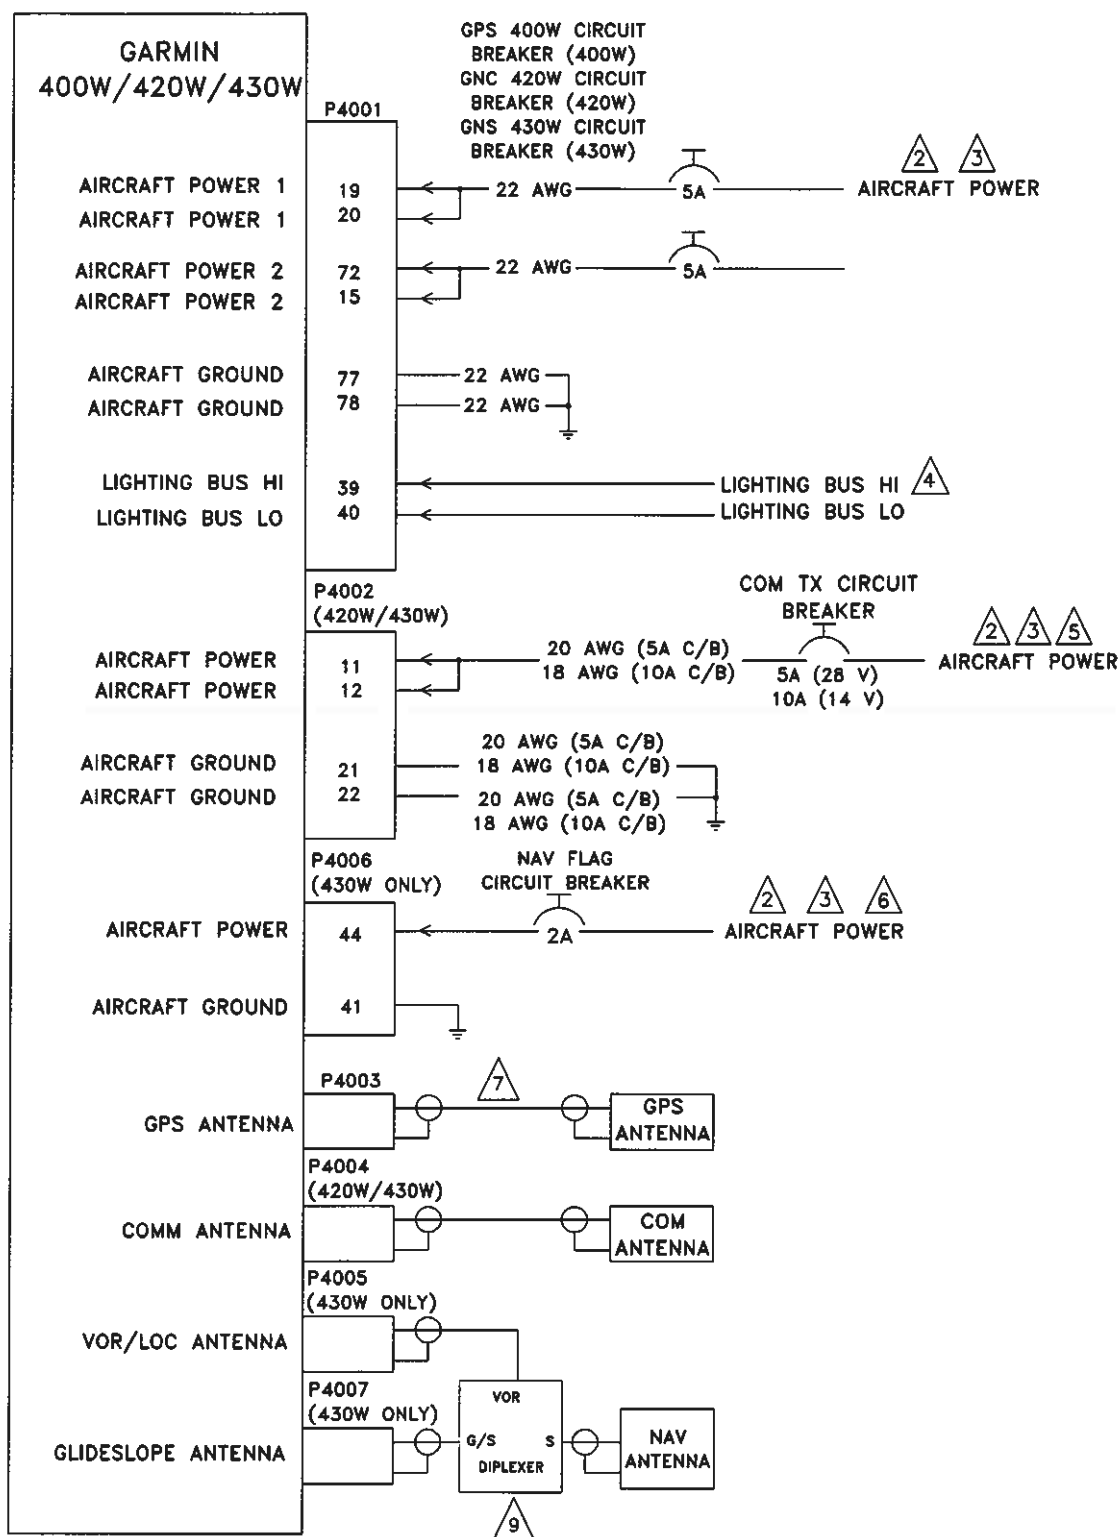 GPS 400W CIRCUIT
BREAKER (400W)
GNC 420W CIRCUIT
BREAKER (420W)
GNS 430W CIRCUIT
BREAKER (430W)
GARMIN
400W/420W/430W
P4001
AIRCRAFT POWER 1 19 22 AWG 5A AIRCRAFT POWER 2 3
AIRCRAFT POWER 1 20
AIRCRAFT POWER 2 72 22 AWG 5A
AIRCRAFT POWER 2 15
AIRCRAFT GROUND 77 22 AWG
AIRCRAFT GROUND 78 22 AWG
LIGHTING BUS HI 39 LIGHTING BUS HI 4
LIGHTING BUS LO 40 LIGHTING BUS LO
P4002
(420W/430W)
COM TX CIRCUIT
BREAKER
2 3 5
AIRCRAFT POWER 11 20 AWG (5A C/B) 5A (28 V) AIRCRAFT POWER
AIRCRAFT POWER 12 18 AWG (10A C/B) 10A (14 V)
20 AWG (5A C/B)
AIRCRAFT GROUND 21 18 AWG (10A C/B)
AIRCRAFT GROUND 22 20 AWG (5A C/B)
18 AWG (10A C/B)
P4006
(430W ONLY)
NAV FLAG
CIRCUIT BREAKER
2 3 6
AIRCRAFT POWER 44 2A AIRCRAFT POWER
AIRCRAFT GROUND 41
P4003
7
GPS ANTENNA
GPS
ANTENNA
P4004
(420W/430W)
COMM ANTENNA
COM
ANTENNA
P4005
(430W ONLY)
VOR/LOC ANTENNA
P4007
(430W ONLY)
GLIDESLOPE ANTENNA
VOR
G/S S
DIPLEXER
NAV
ANTENNA
9